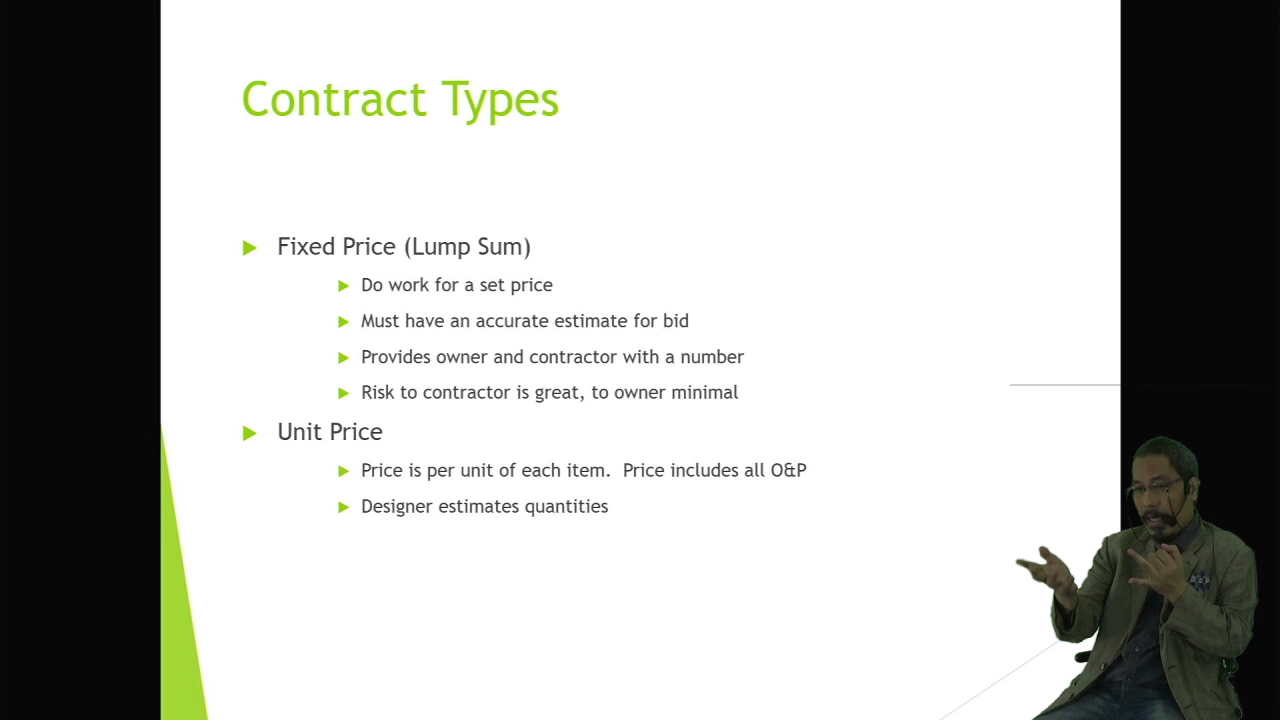 Contract Types
Fixed Price (Lump Sum)
Do work for a set price
Must have an accurate estimate for bid
Provides owner and contractor with a number
Risk to contractor is great, to owner minimal
Unit Price
Price is per unit of each item.  Price includes all O&P
Designer estimates quantities